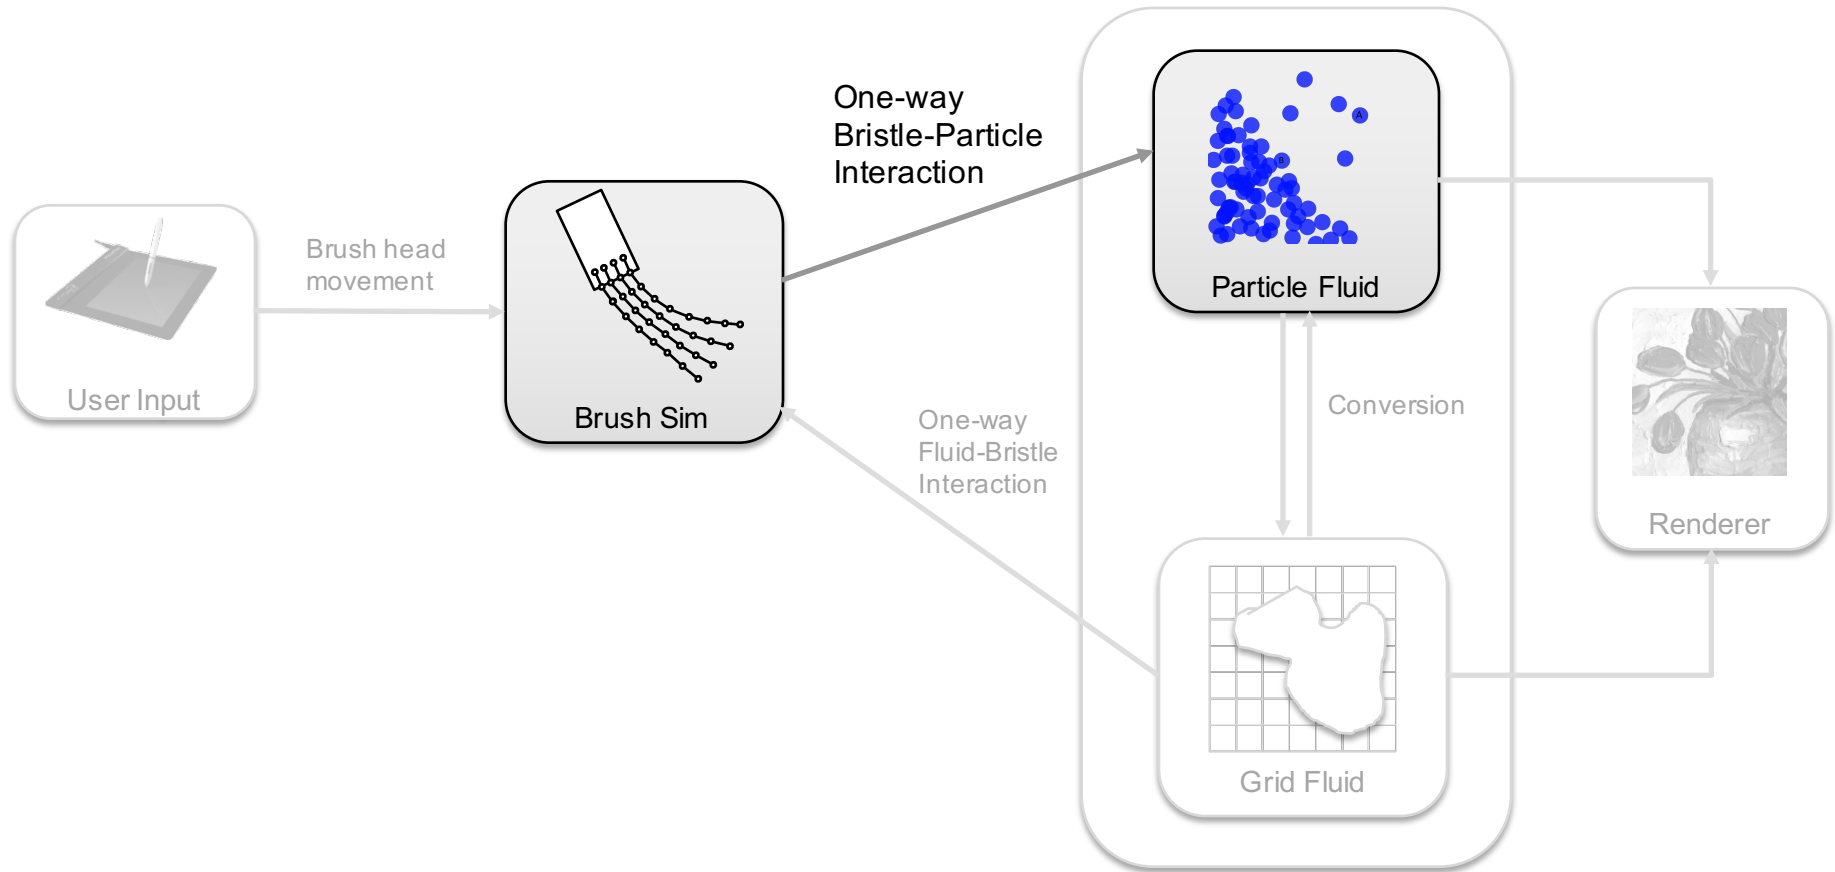 One-way
Bristle-Particle
Interaction
A
B
Particle Fluid
Brush head
movement
User Input
Brush Sim
One-way
Fluid-Bristle
Interaction
Conversion
Renderer
Grid Fluid